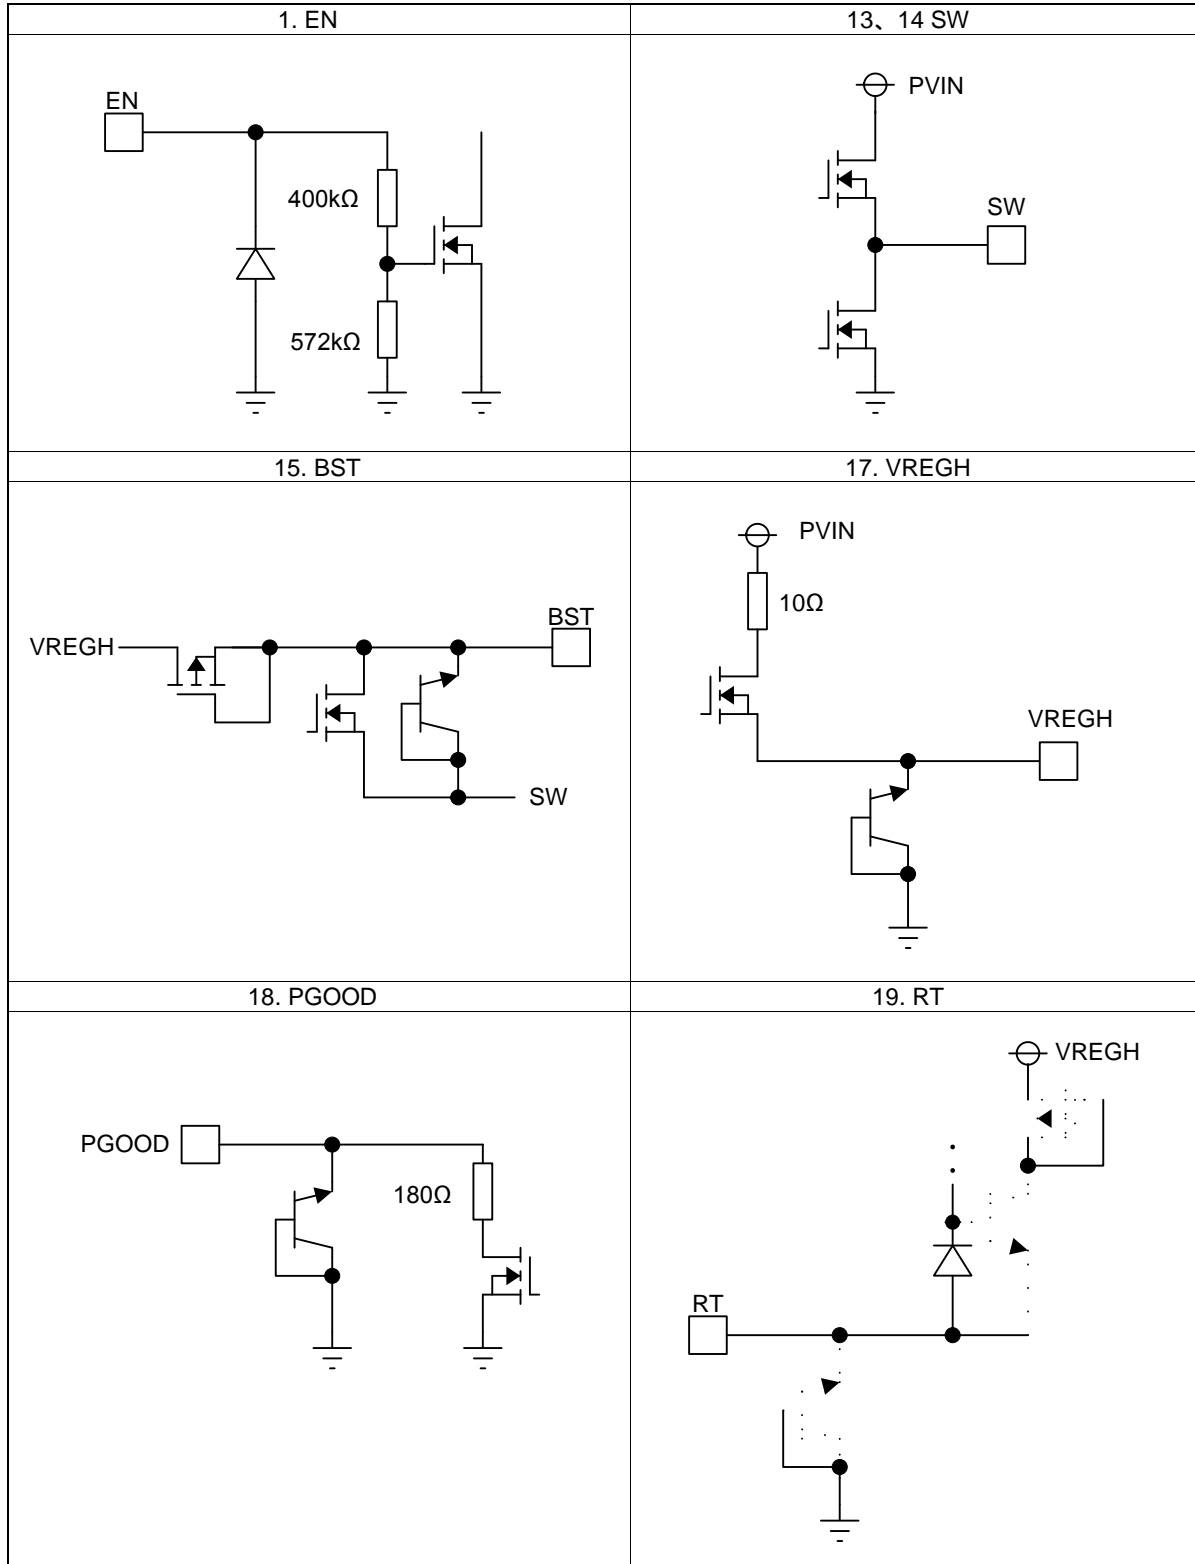 1. EN
13、14 SW
EN
400kΩ
572kΩ
PVIN
SW
15. BST
17. VREGH
VREGH
BST
SW
PVIN
10Ω
VREGH
18. PGOOD
19. RT
PGOOD
180Ω
VREGH
RT